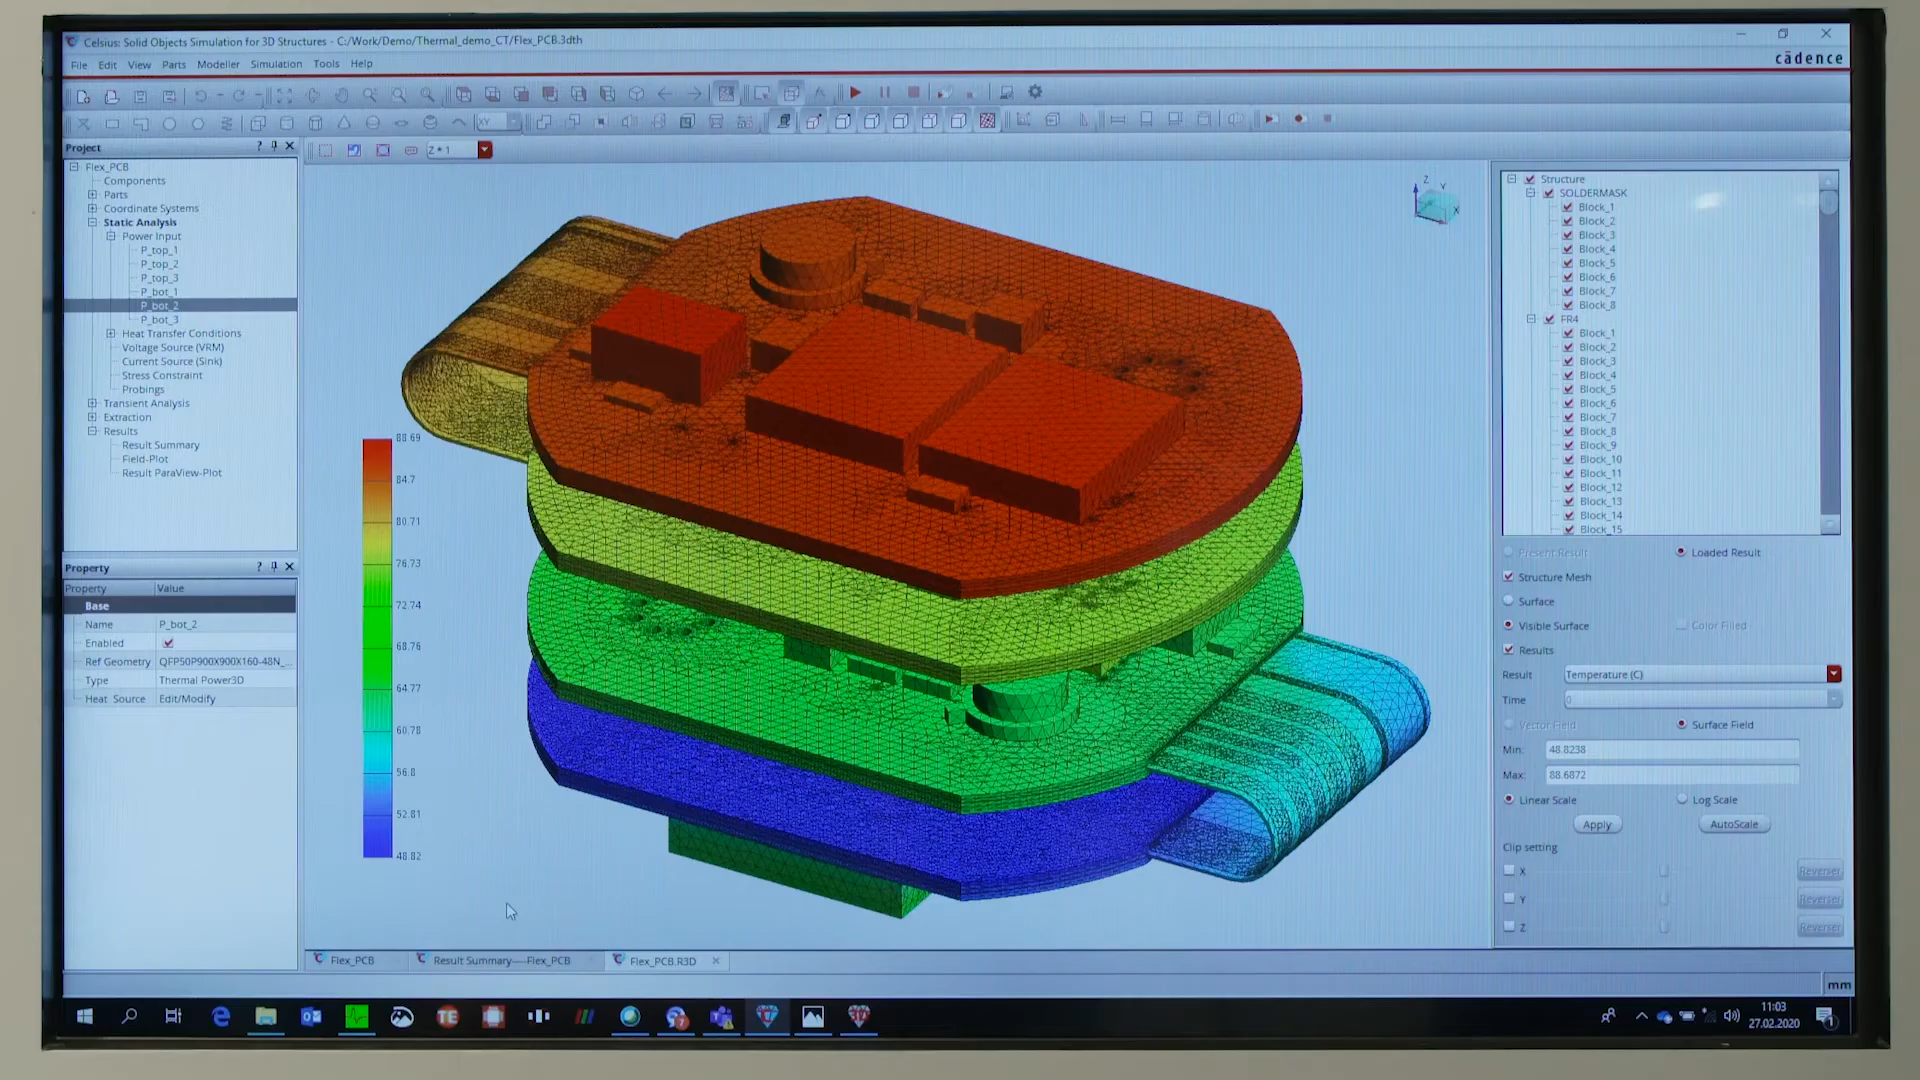 Celsius: Solid Objects Simulation for 3D Structures - C:/Work/Demo/Thermal_demo_CT/Flex_PCB.3dth
cādence
File Edit View Parts Modeller Simulation Tools Help
XY
Project
Z * 1
Flex_PCB
Components
Parts
Coordinate Systems
Static Analysis
Power Input
P_top_1
P_top_2
P_top_3
P_bot_1
P_bot_2
P_bot_3
Heat Transfer Conditions
Voltage Source (VRM)
Current Source (Sink)
Stress Constraint
Probings
Transient Analysis
Extraction
Results
Result Summary
Field-Plot
Result ParaView-Plot
Property
Property Value
Base
Name P_bot_2
Enabled
Ref Geometry QFP50P900X900X160-48N_...
Type Thermal Power3D
Heat Source Edit/Modify
88.69
84.7
80.71
76.73
72.74
68.76
64.77
60.78
56.8
52.81
48.82
Z
Y
X
Structure
SOLDERMASK
Block_1
Block_2
Block_3
Block_4
Block_5
Block_6
Block_7
Block_8
FR4
Block_1
Block_2
Block_3
Block_4
Block_5
Block_6
Block_7
Block_8
Block_9
Block_10
Block_11
Block_12
Block_13
Block_14
Block_15
Present Result Loaded Result
Structure Mesh
Surface
Visible Surface Color Filled
Results
Result Temperature (C)
Time 0
Vector Field Surface Field
Min: 48.8238
Max: 88.6872
Linear Scale Log Scale
Apply AutoScale
Clip setting
X Reverser
Y Reverser
Z Reverser
Flex_PCB Result Summary----Flex_PCB Flex_PCB.R3D
mm
TE
7
11:03
27.02.2020
1